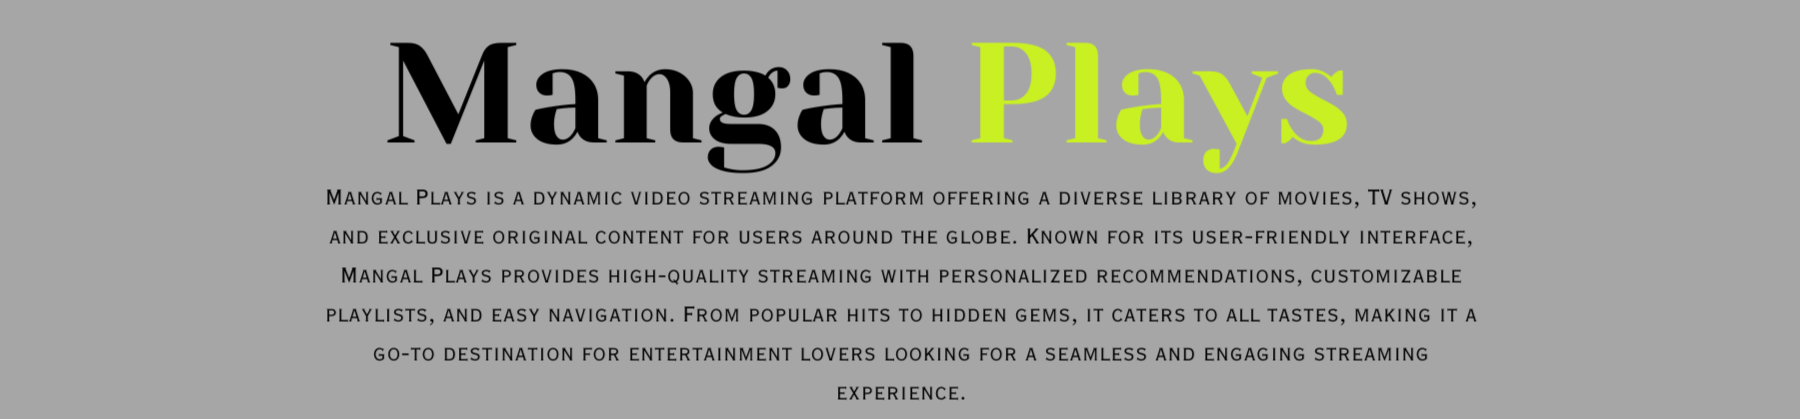 Mangal Plays
Mangal Plays is a dynamic video streaming platform offering a diverse library of movies, TV shows,
and exclusive original content for users around the globe. Known for its user-friendly interface,
Mangal Plays provides high-quality streaming with personalized recommendations, customizable
playlists, and easy navigation. From popular hits to hidden gems, it caters to all tastes, making it a
go-to destination for entertainment lovers looking for a seamless and engaging streaming
experience.